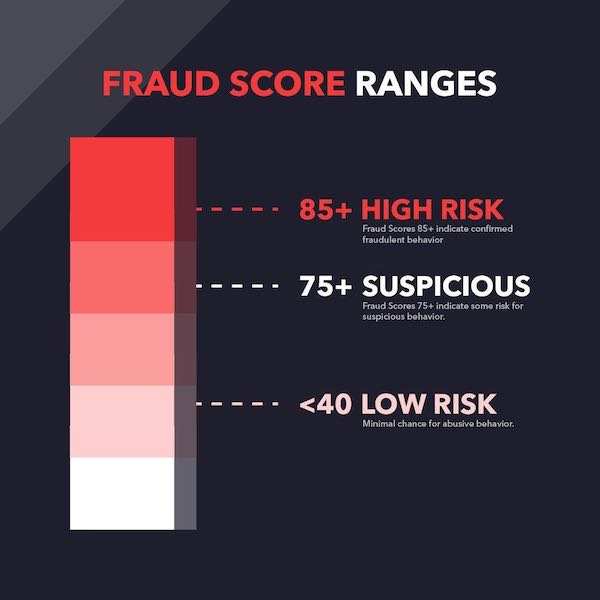 FRAUD SCORE RANGES
85+ HIGH RISK
Fraud Scores 85+ indicate confirmed
fraudulent behavior
75+ SUSPICIOUS
Fraud Scores 75+ indicate some risk for
suspicious behavior.
<40 LOW RISK
Minimal chance for abusive behavior.